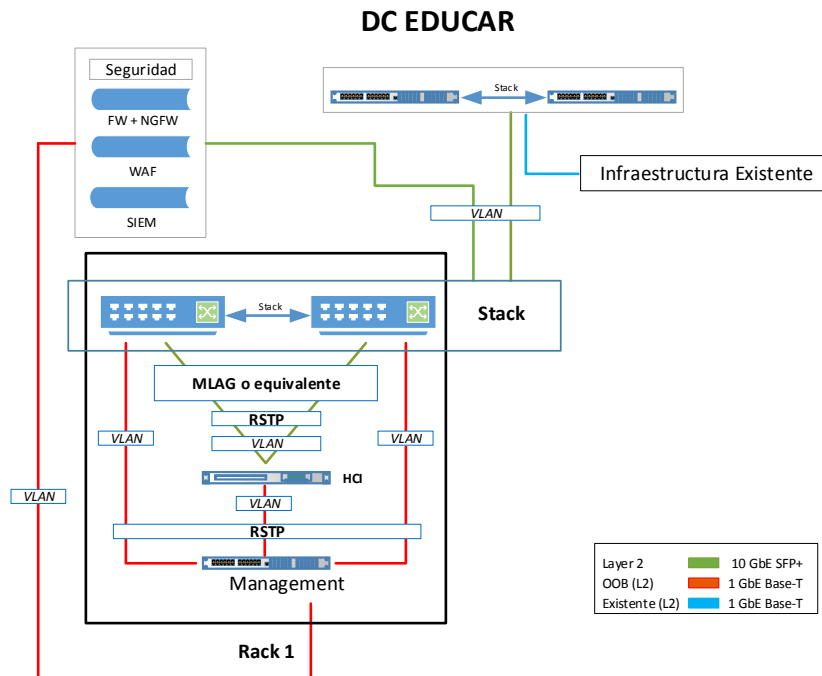 DC EDUCAR
Seguridad
FW + NGFW
WAF
SIEM
Stack
Infraestructura Existente
VLAN
Stack
Stack
MLAG o equivalente
RSTP
VLAN
VLAN
VLAN
HCI
VLAN
VLAN
RSTP
Management
Rack 1
Layer 2 10 GbE SFP+
OOB (L2) 1 GbE Base-T
Existente (L2) 1 GbE Base-T